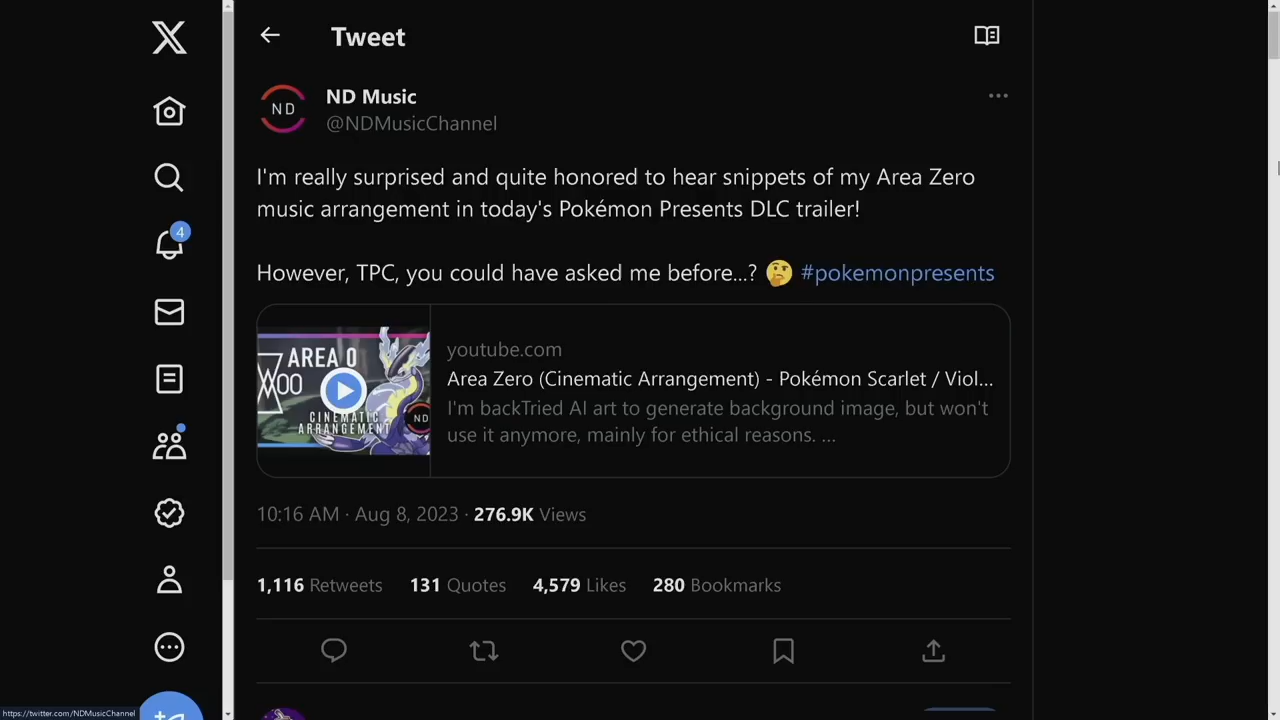 Tweet
ND
ND Music
@NDMusicChannel
I'm really surprised and quite honored to hear snippets of my Area Zero
music arrangement in today's Pokémon Presents DLC trailer!
However, TPC, you could have asked me before...? 🤔 #pokemonpresents
AREA 0
CINEMATIC
ARRANGEMENT
ND
youtube.com
Area Zero (Cinematic Arrangement) - Pokémon Scarlet / Viol...
I'm backTried AI art to generate background image, but won't
use it anymore, mainly for ethical reasons. ...
10:16 AM · Aug 8, 2023 · 276.9K Views
1,116 Retweets 131 Quotes 4,579 Likes 280 Bookmarks
4
https://twitter.com/NDMusicChannel